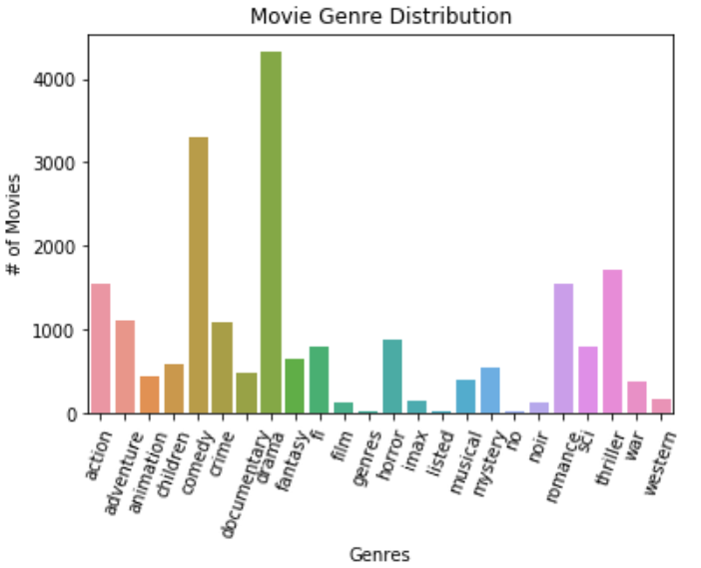 Movie Genre Distribution
# of Movies
4000
3000
2000
1000
0
action
adventure
animation
children
comedy
crime
documentary
drama
fantasy
fi
film
genres
horror
imax
listed
musical
mystery
no
noir
romance
sci
thriller
war
western
Genres